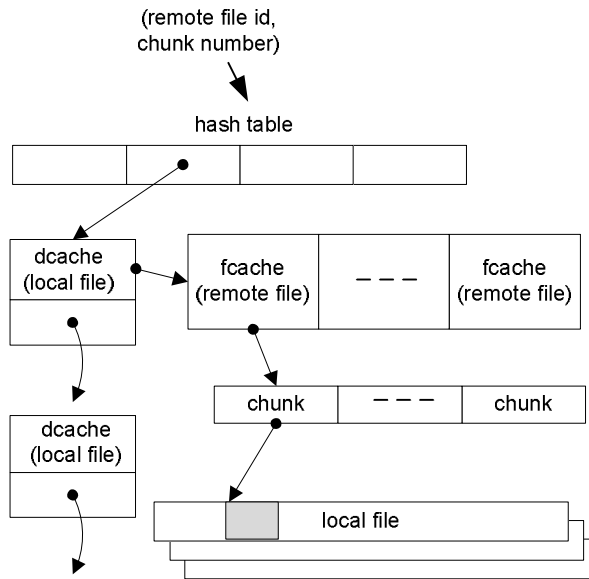 (remote file id,
chunk number)
hash table
dcache
(local file)
fcache
(remote file)
fcache
(remote file)
chunk
chunk
dcache
(local file)
local file